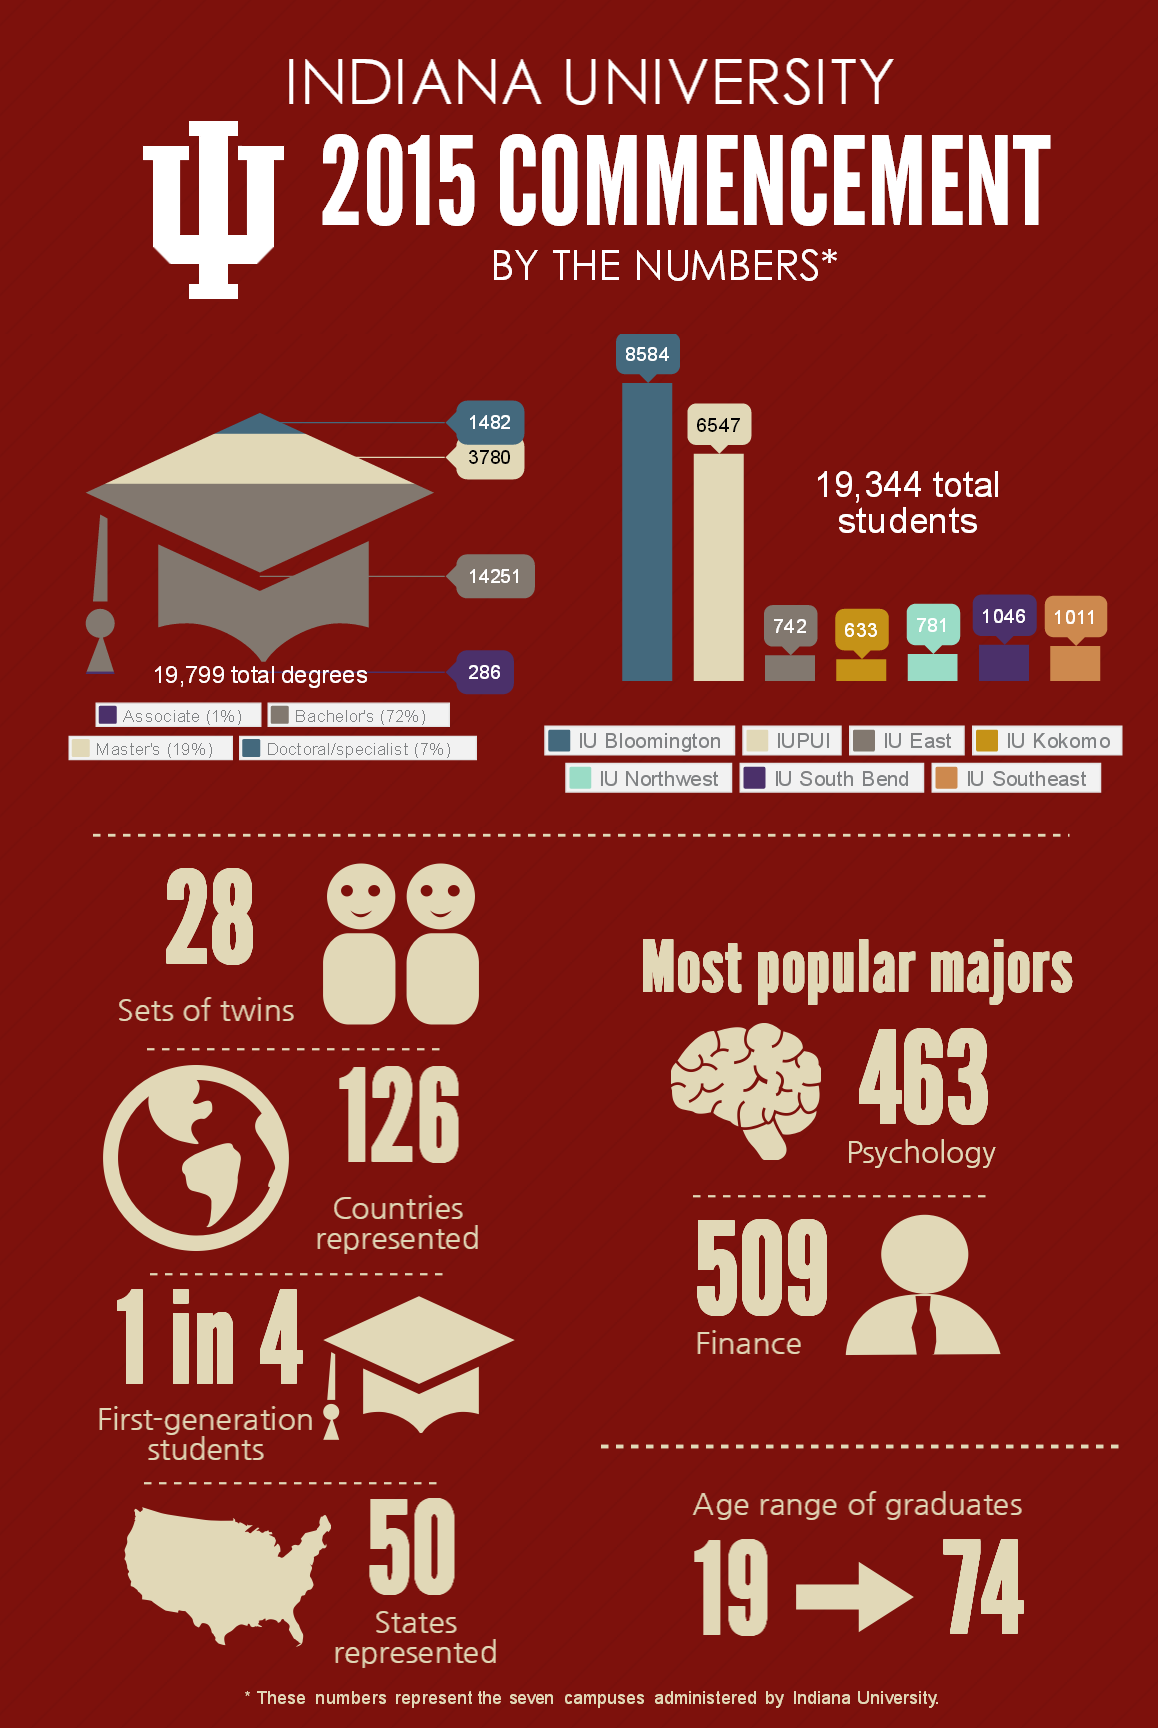 INDIANA UNIVERSITY
2015 COMMENCEMENT
BY THE NUMBERS*
1482
3780
14251
286
19,799 total degrees
Associate (1%)
Bachelor's (72%)
Master's (19%)
Doctoral/specialist (7%)
8584
6547
742
633
781
1046
1011
19,344 total
students
IU Bloomington
IUPUI
IU East
IU Kokomo
IU Northwest
IU South Bend
IU Southeast
28
Sets of twins
126
Countries
represented
1 in 4
First-generation
students
50
States
represented
Most popular majors
463
Psychology
509
Finance
Age range of graduates
19
74
* These numbers represent the seven campuses administered by Indiana University.